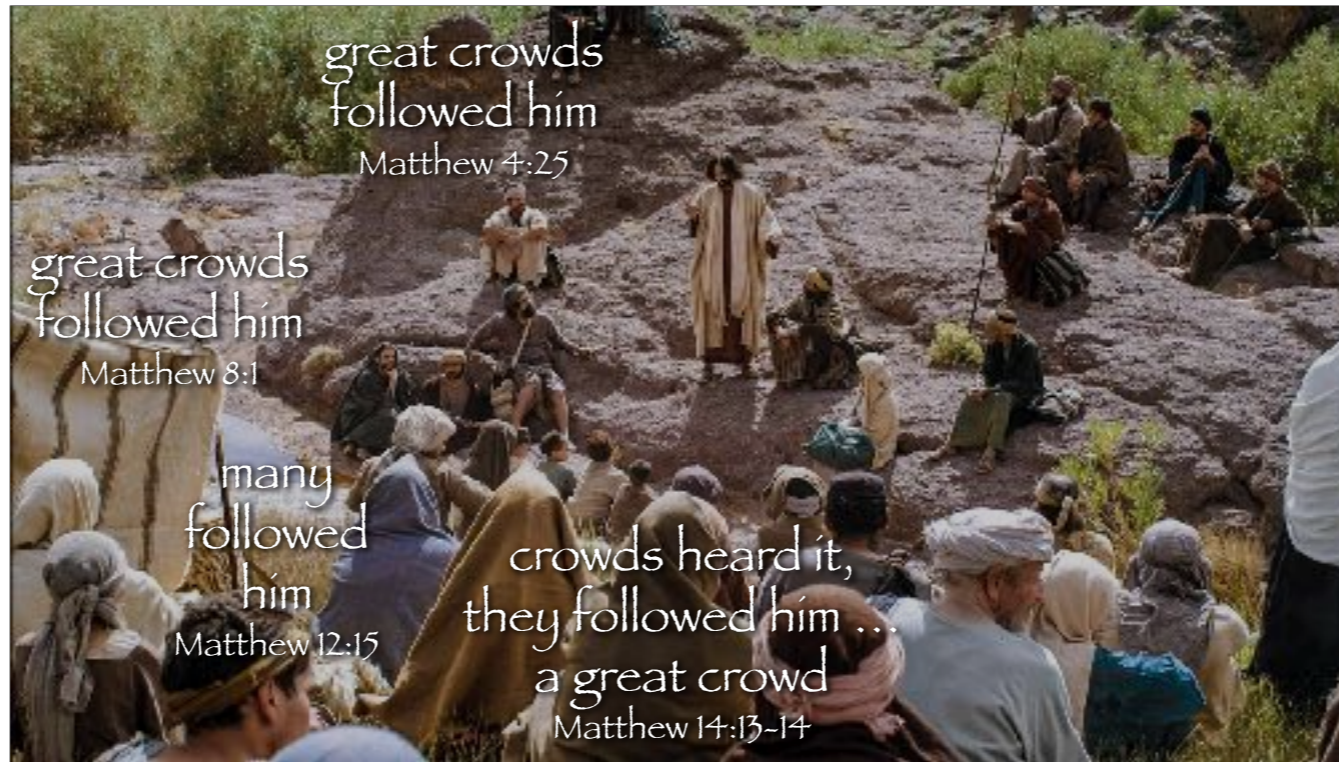 great crowds
followed him
Matthew 4:25
great crowds
followed him
Matthew 8:1
many
followed
him
Matthew 12:15
crowds heard it,
they followed him ...
a great crowd
Matthew 14:13-14